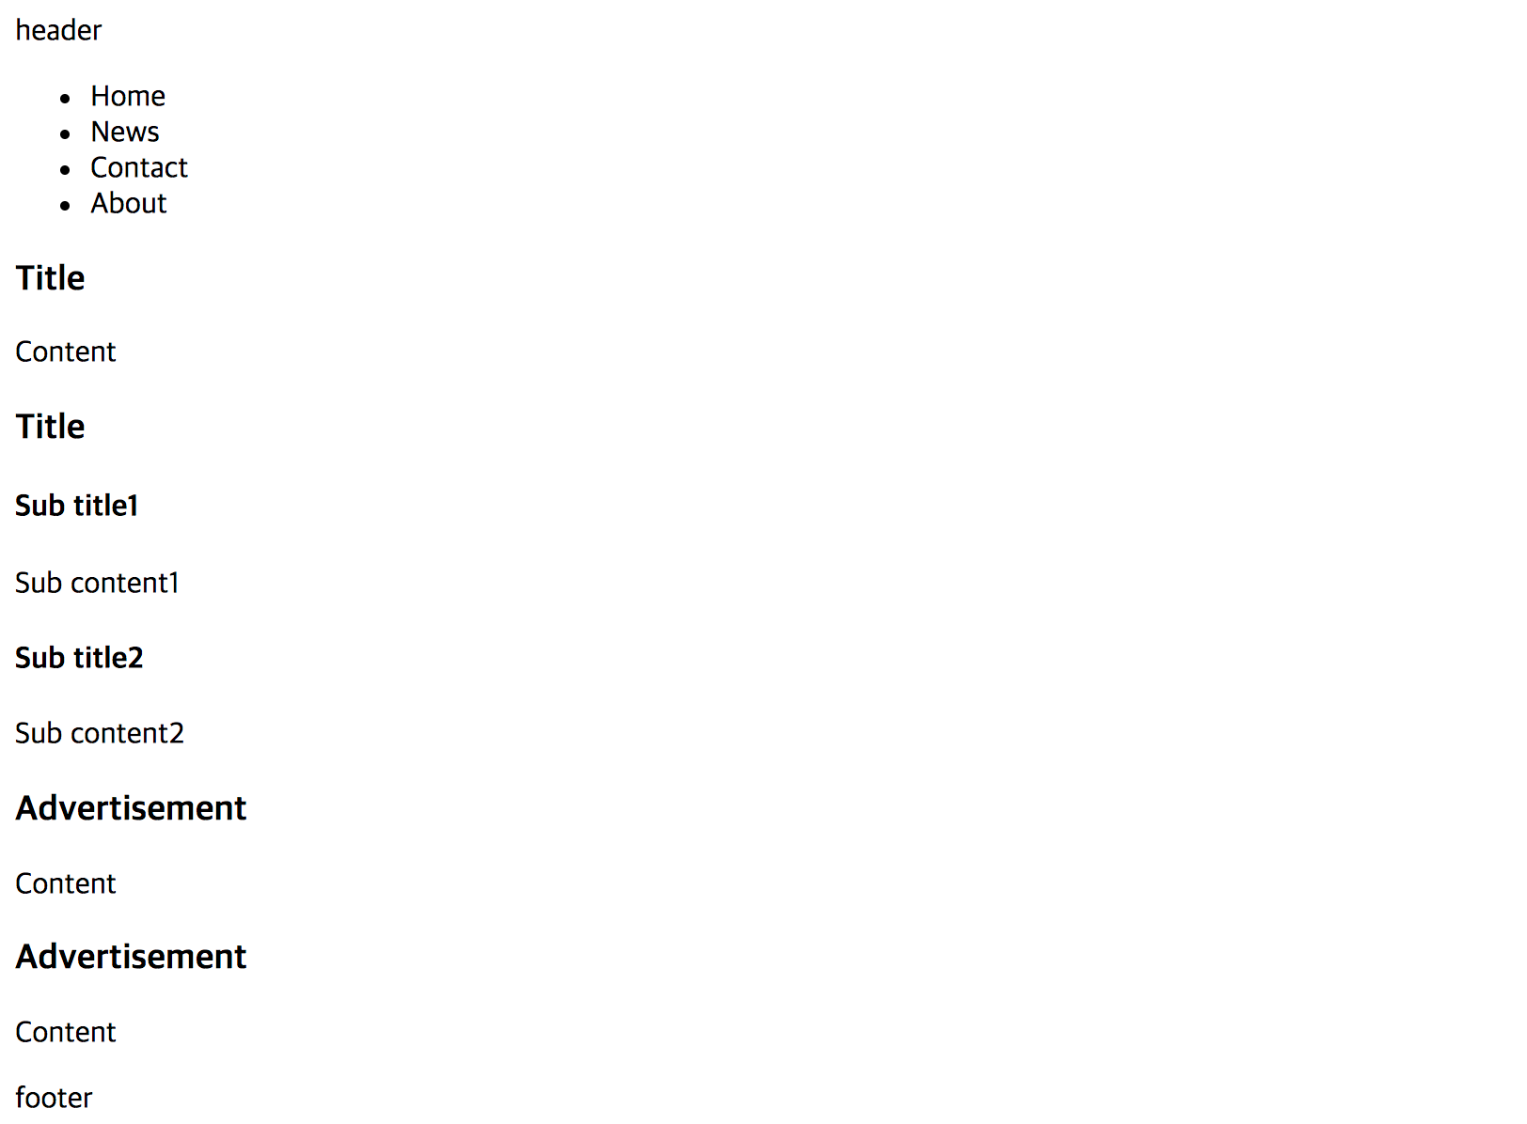 header
• Home
• News
• Contact
• About
Title
Content
Title
Sub title1
Sub content1
Sub title2
Sub content2
Advertisement
Content
Advertisement
Content
footer